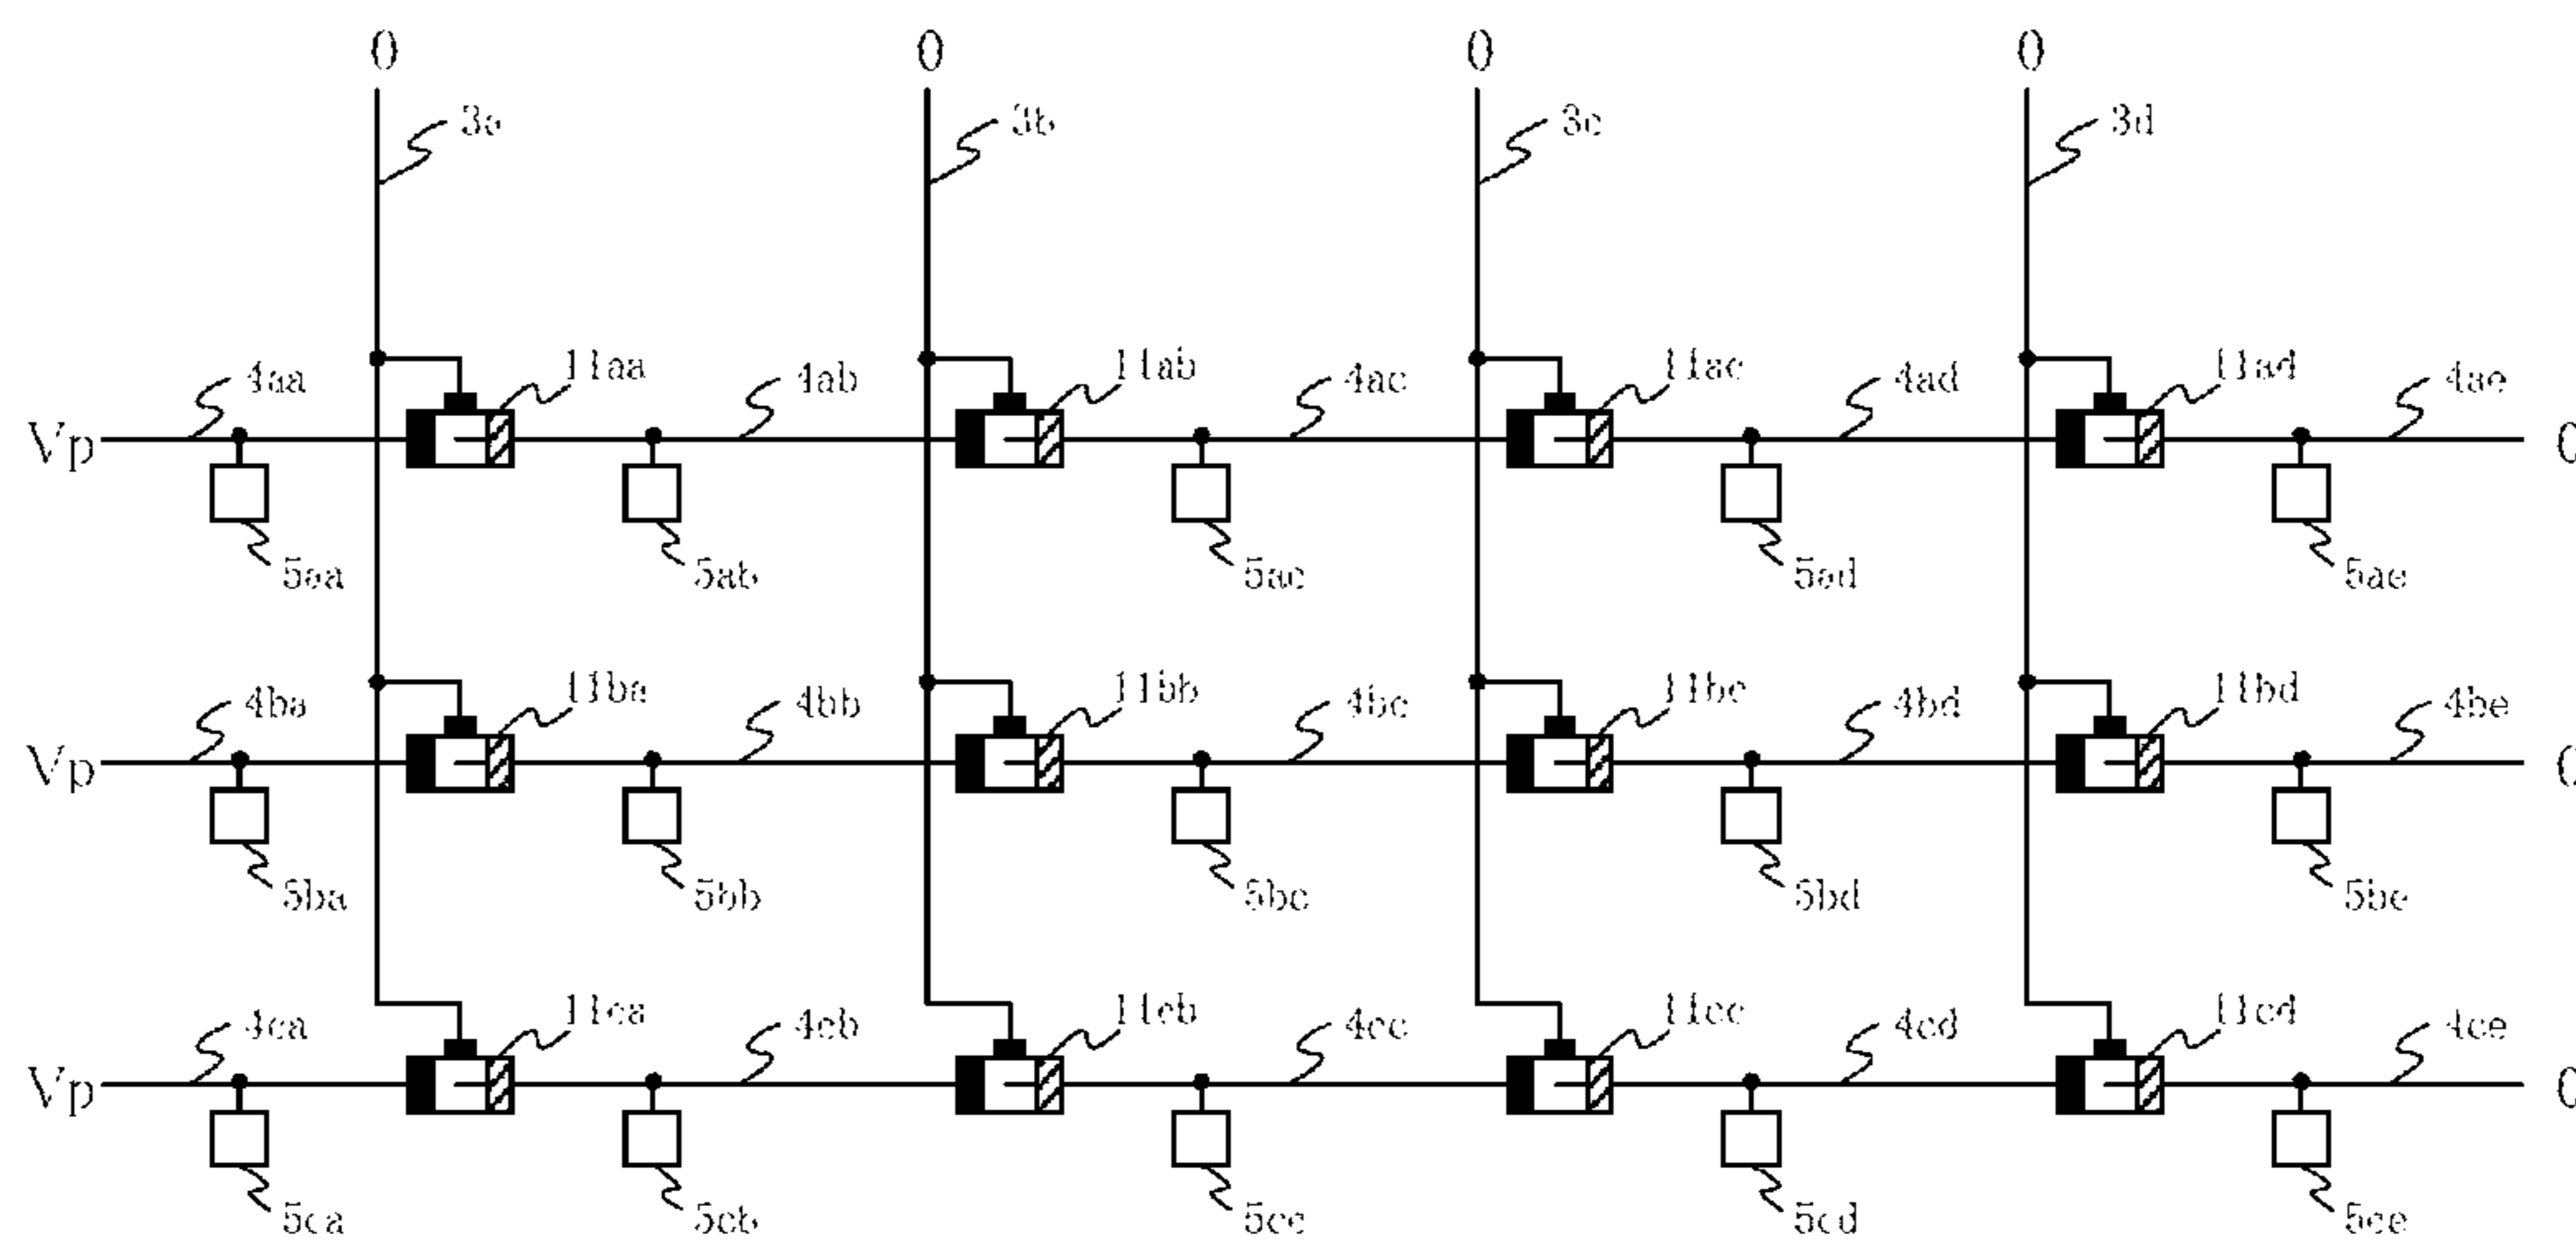 0 0 0 0
3a 3b 3c 3d
11aa 11ab 11ac 11ad
4aa 4ab 4ac 4ad 4ae
Vp 0
5aa 5ab 5ac 5ad 5ae
11ba 11bb 11bc 11bd
4ba 4bb 4bc 4bd 4be
Vp 0
5ba 5bb 5bc 5bd 5be
11ca 11cb 11cc 11cd
4ca 4cb 4cc 4cd 4ce
Vp 0
5ca 5cb 5cc 5cd 5ce